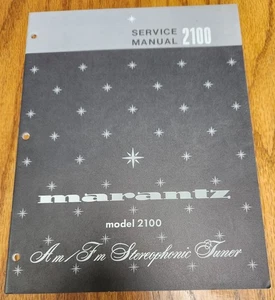 SERVICE
MANUAL 2100
marantz
model 2100
Am/Fm Stereophonic Tuner